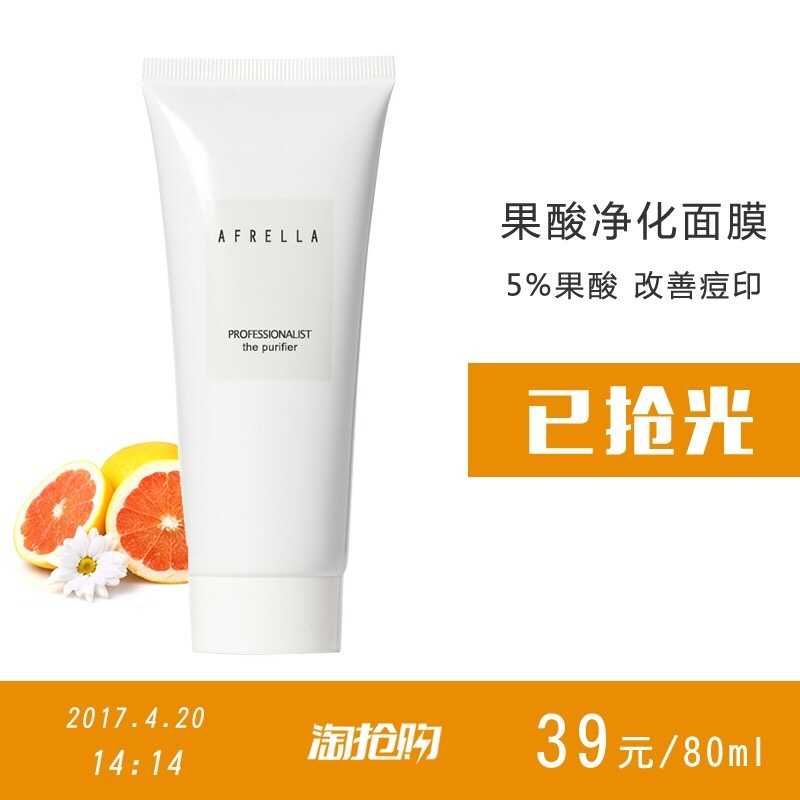 AFRELLA
PROFESSIONALIST
the purifier
果酸净化面膜
5%果酸 改善痘印
已抢光
2017.4.20
14:14
淘抢购
39元/80ml